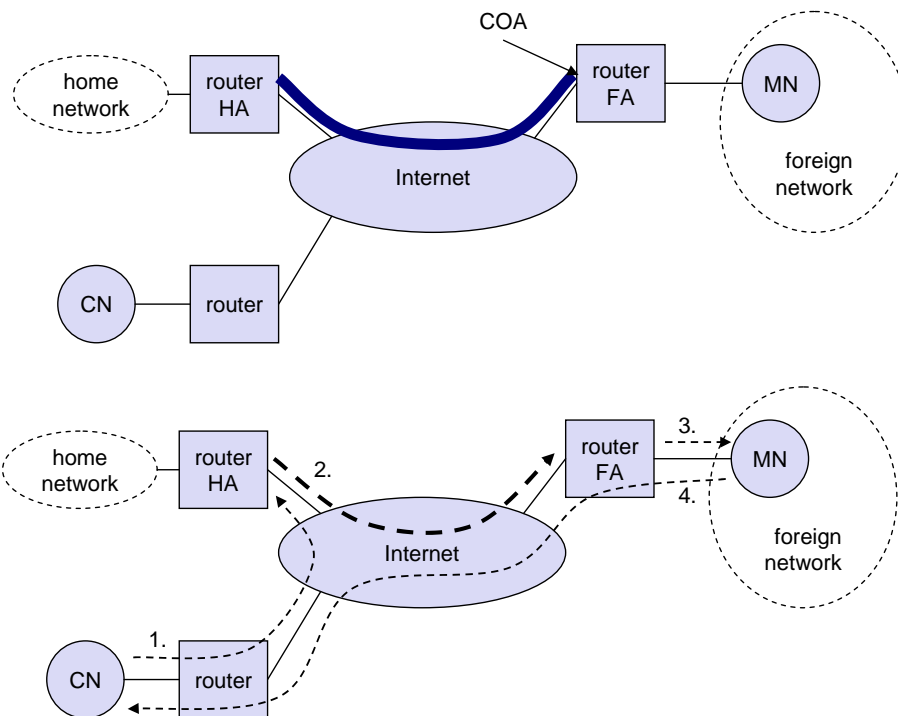 COA
home
network
router
HA
router
FA
MN
Internet
foreign
network
CN
router
home
network
router
HA
2.
router
FA
3.
MN
4.
Internet
foreign
network
1.
CN
router